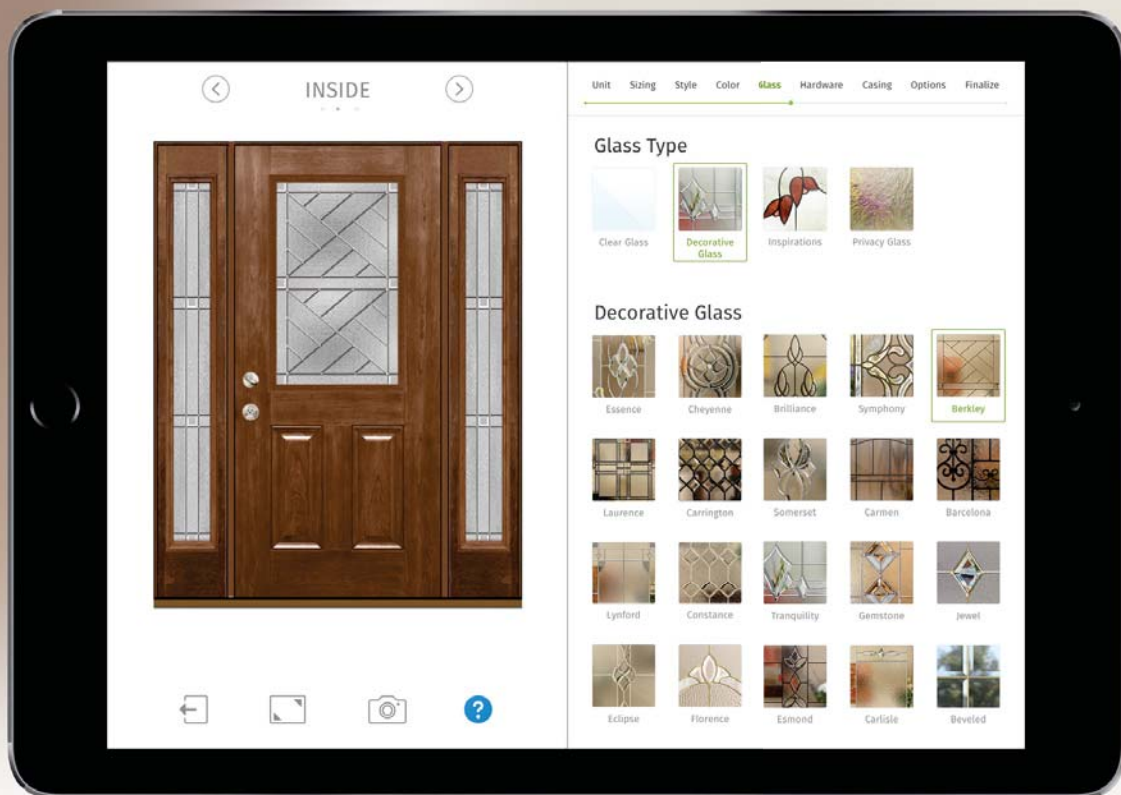 INSIDE
Unit Sizing Style Color Glass Hardware Casing Options Finalize
Glass Type
Clear Glass Decorative Glass Inspirations Privacy Glass
Decorative Glass
Essence Cheyenne Brilliance Symphony Berkley
Laurence Carrington Somerset Carmen Barcelona
Lynford Constance Tranquility Gemstone Jewel
Eclipse Florence Esmond Carlisle Beveled
?